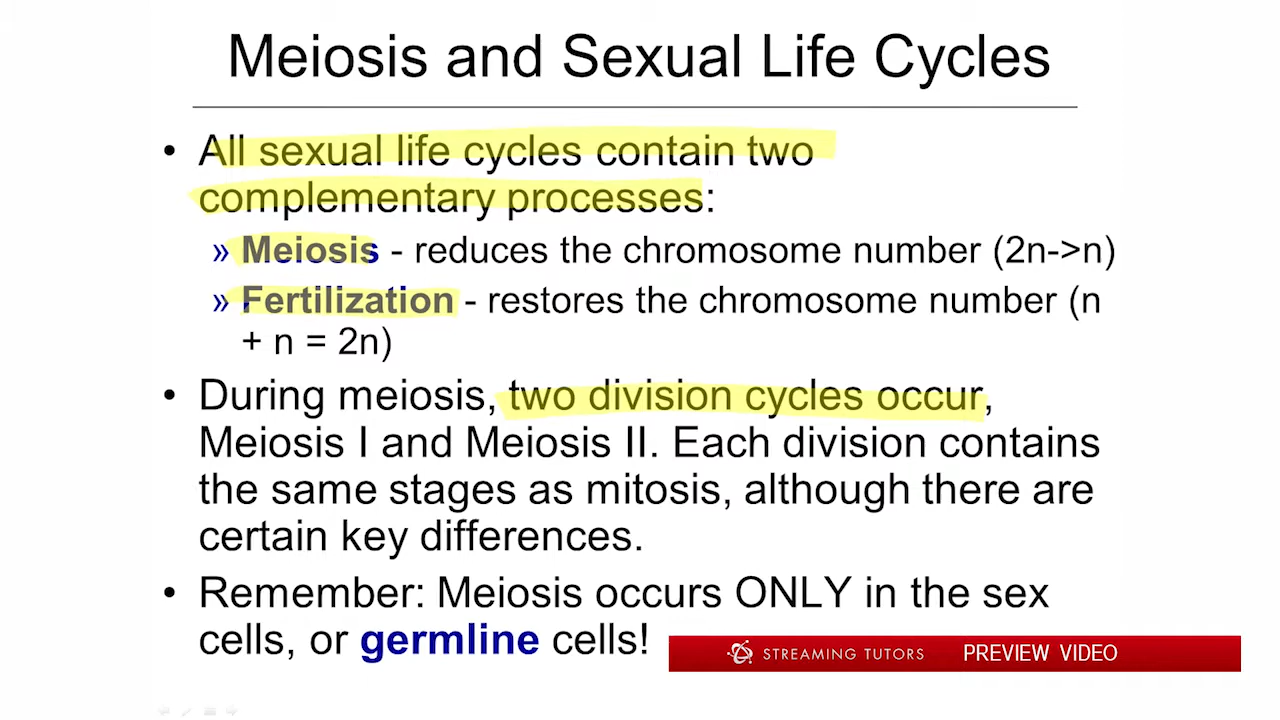 Meiosis and Sexual Life Cycles
• All sexual life cycles contain two
complementary processes:
» Meiosis - reduces the chromosome number (2n->n)
» Fertilization - restores the chromosome number (n
+ n = 2n)
• During meiosis, two division cycles occur,
Meiosis I and Meiosis II. Each division contains
the same stages as mitosis, although there are
certain key differences.
• Remember: Meiosis occurs ONLY in the sex
cells, or germline cells!
STREAMING TUTORS PREVIEW VIDEO